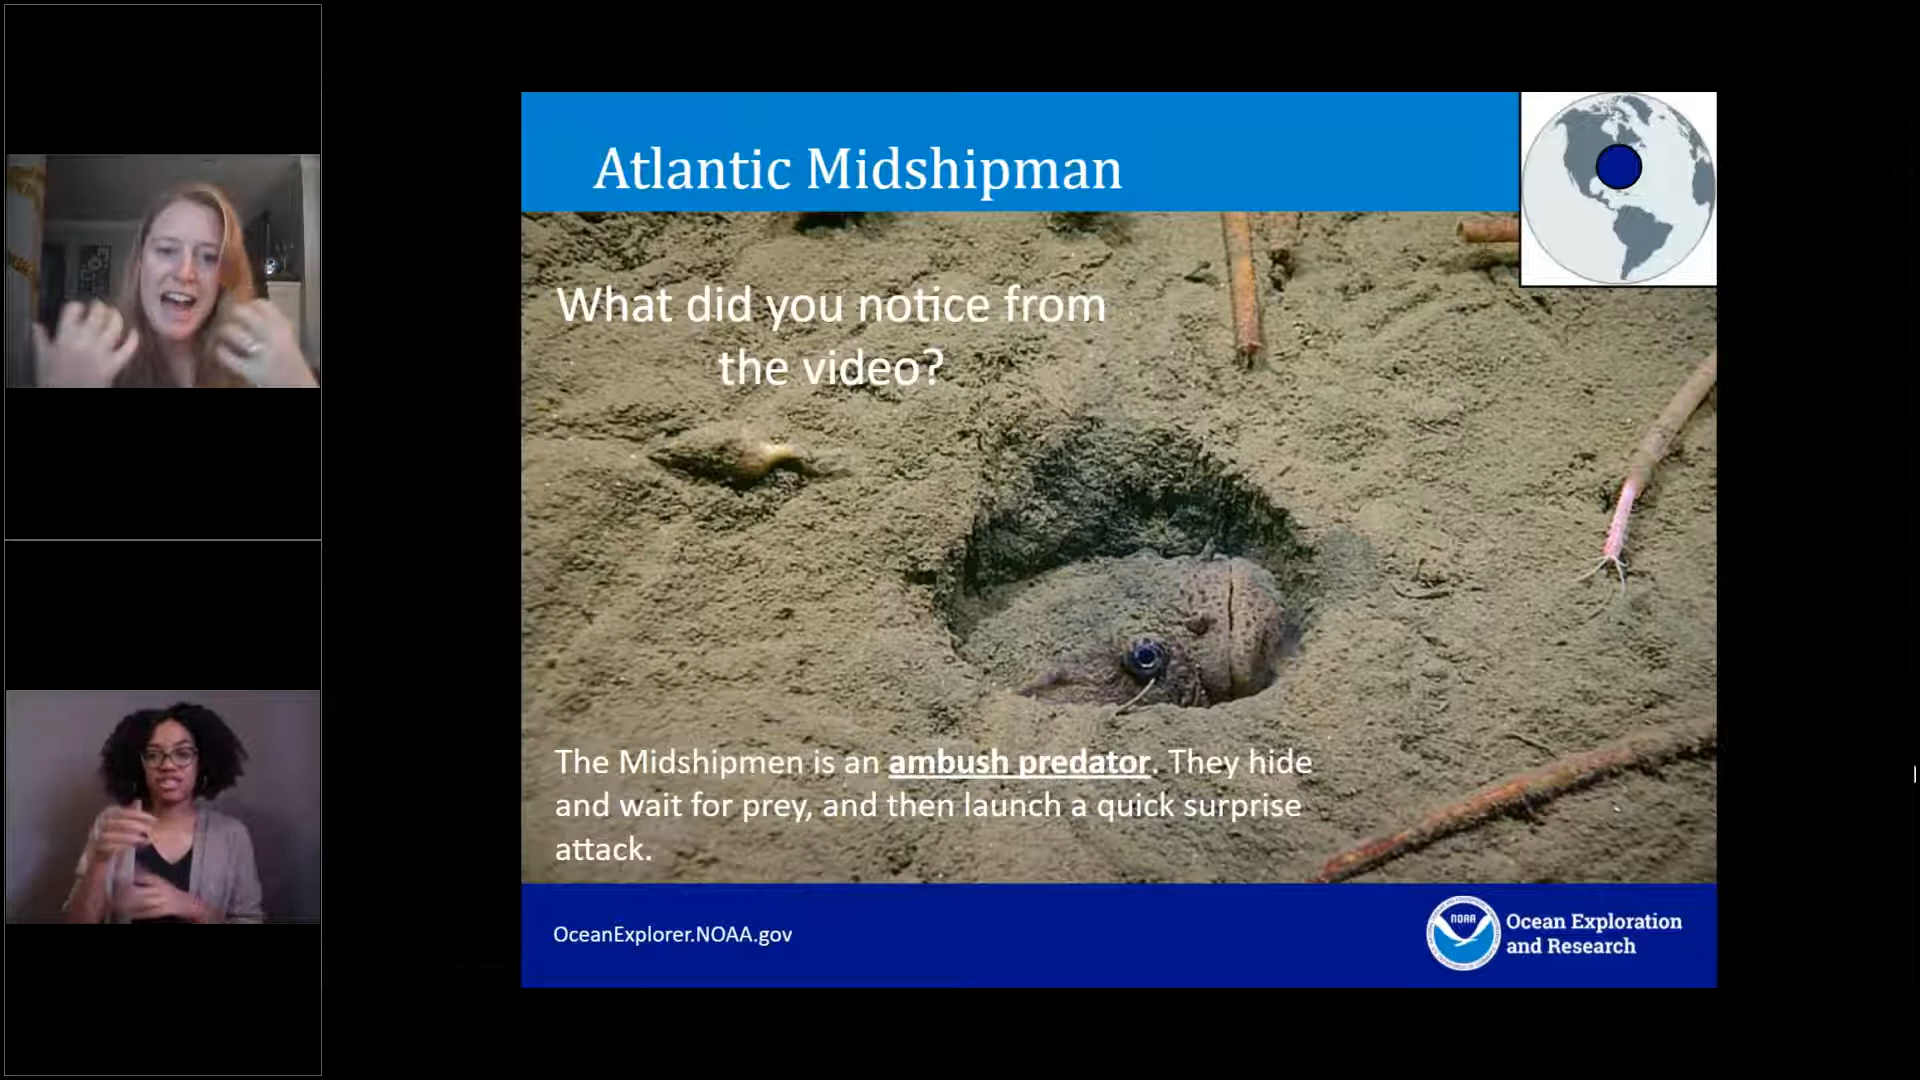 Atlantic Midshipman
What did you notice from
the video?
The Midshipmen is an ambush predator. They hide
and wait for prey, and then launch a quick surprise
attack.
OceanExplorer.NOAA.gov
NOAA
Ocean Exploration
and Research